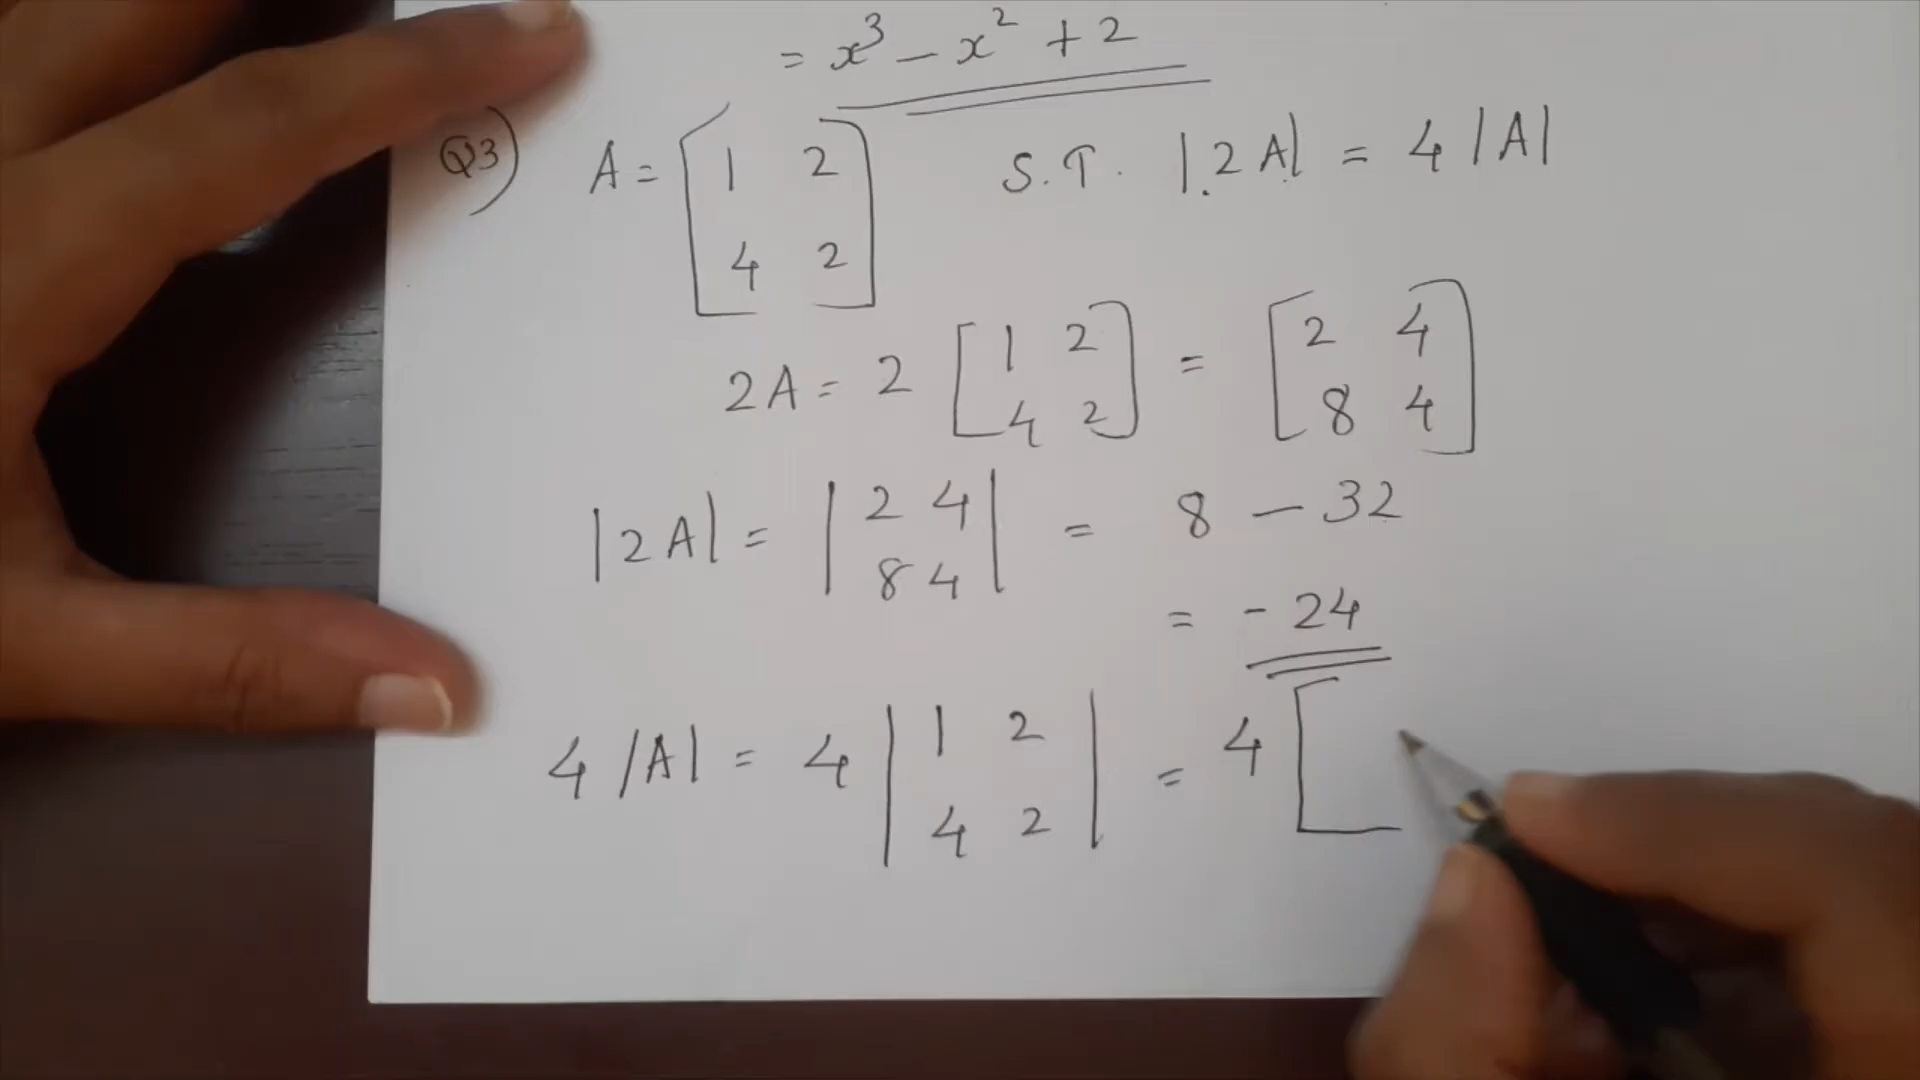 = x³ – x² + 2
Q3) A = [1 2 4 2] S.T. |2A| = 4 |A|
2A = 2 [1 2 4 2] = [2 4 8 4]
|2A| = |2 4 8 4| = 8 – 32
= - 24
4 |A| = 4 |1 2 4 2| = 4 [